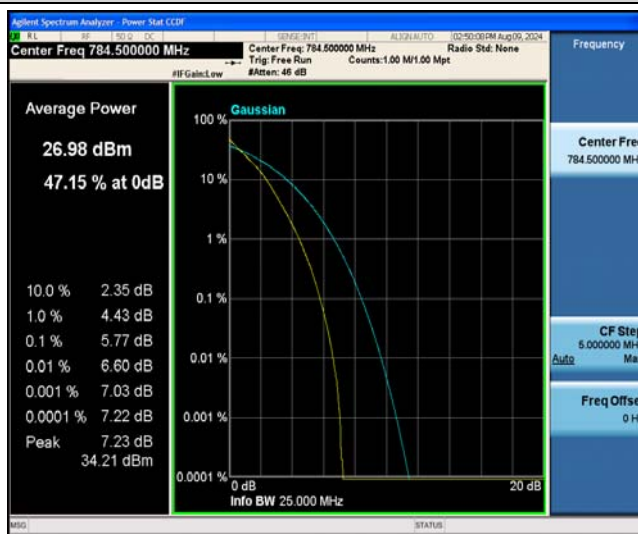 Agilent Spectrum Analyzer - Power Stat CCDF
RL RF 50 Ω DC SENSE:INT ALIGNAUTO 02:50:08 PM Aug 09, 2024
Center Freq 784.500000 MHz
Center Freq: 784.500000 MHz Radio Std: None
Trig: Free Run Counts:1.00 M/1.00 Mpt
#IFGain:Low #Atten: 46 dB
Frequency
Average Power
26.98 dBm
47.15 % at 0dB
10.0 % 2.35 dB
1.0 % 4.43 dB
0.1 % 5.77 dB
0.01 % 6.60 dB
0.001 % 7.03 dB
0.0001 % 7.22 dB
Peak 7.23 dB
34.21 dBm
Gaussian
100 %
10 %
1 %
0.1 %
0.01 %
0.001 %
0.0001 %
0 dB 20 dB
Info BW 25.000 MHz
Center Fre
784.500000 MH
CF Step
5.000000 MH
Auto Ma
Freq Offse
0 H
MSG STATUS